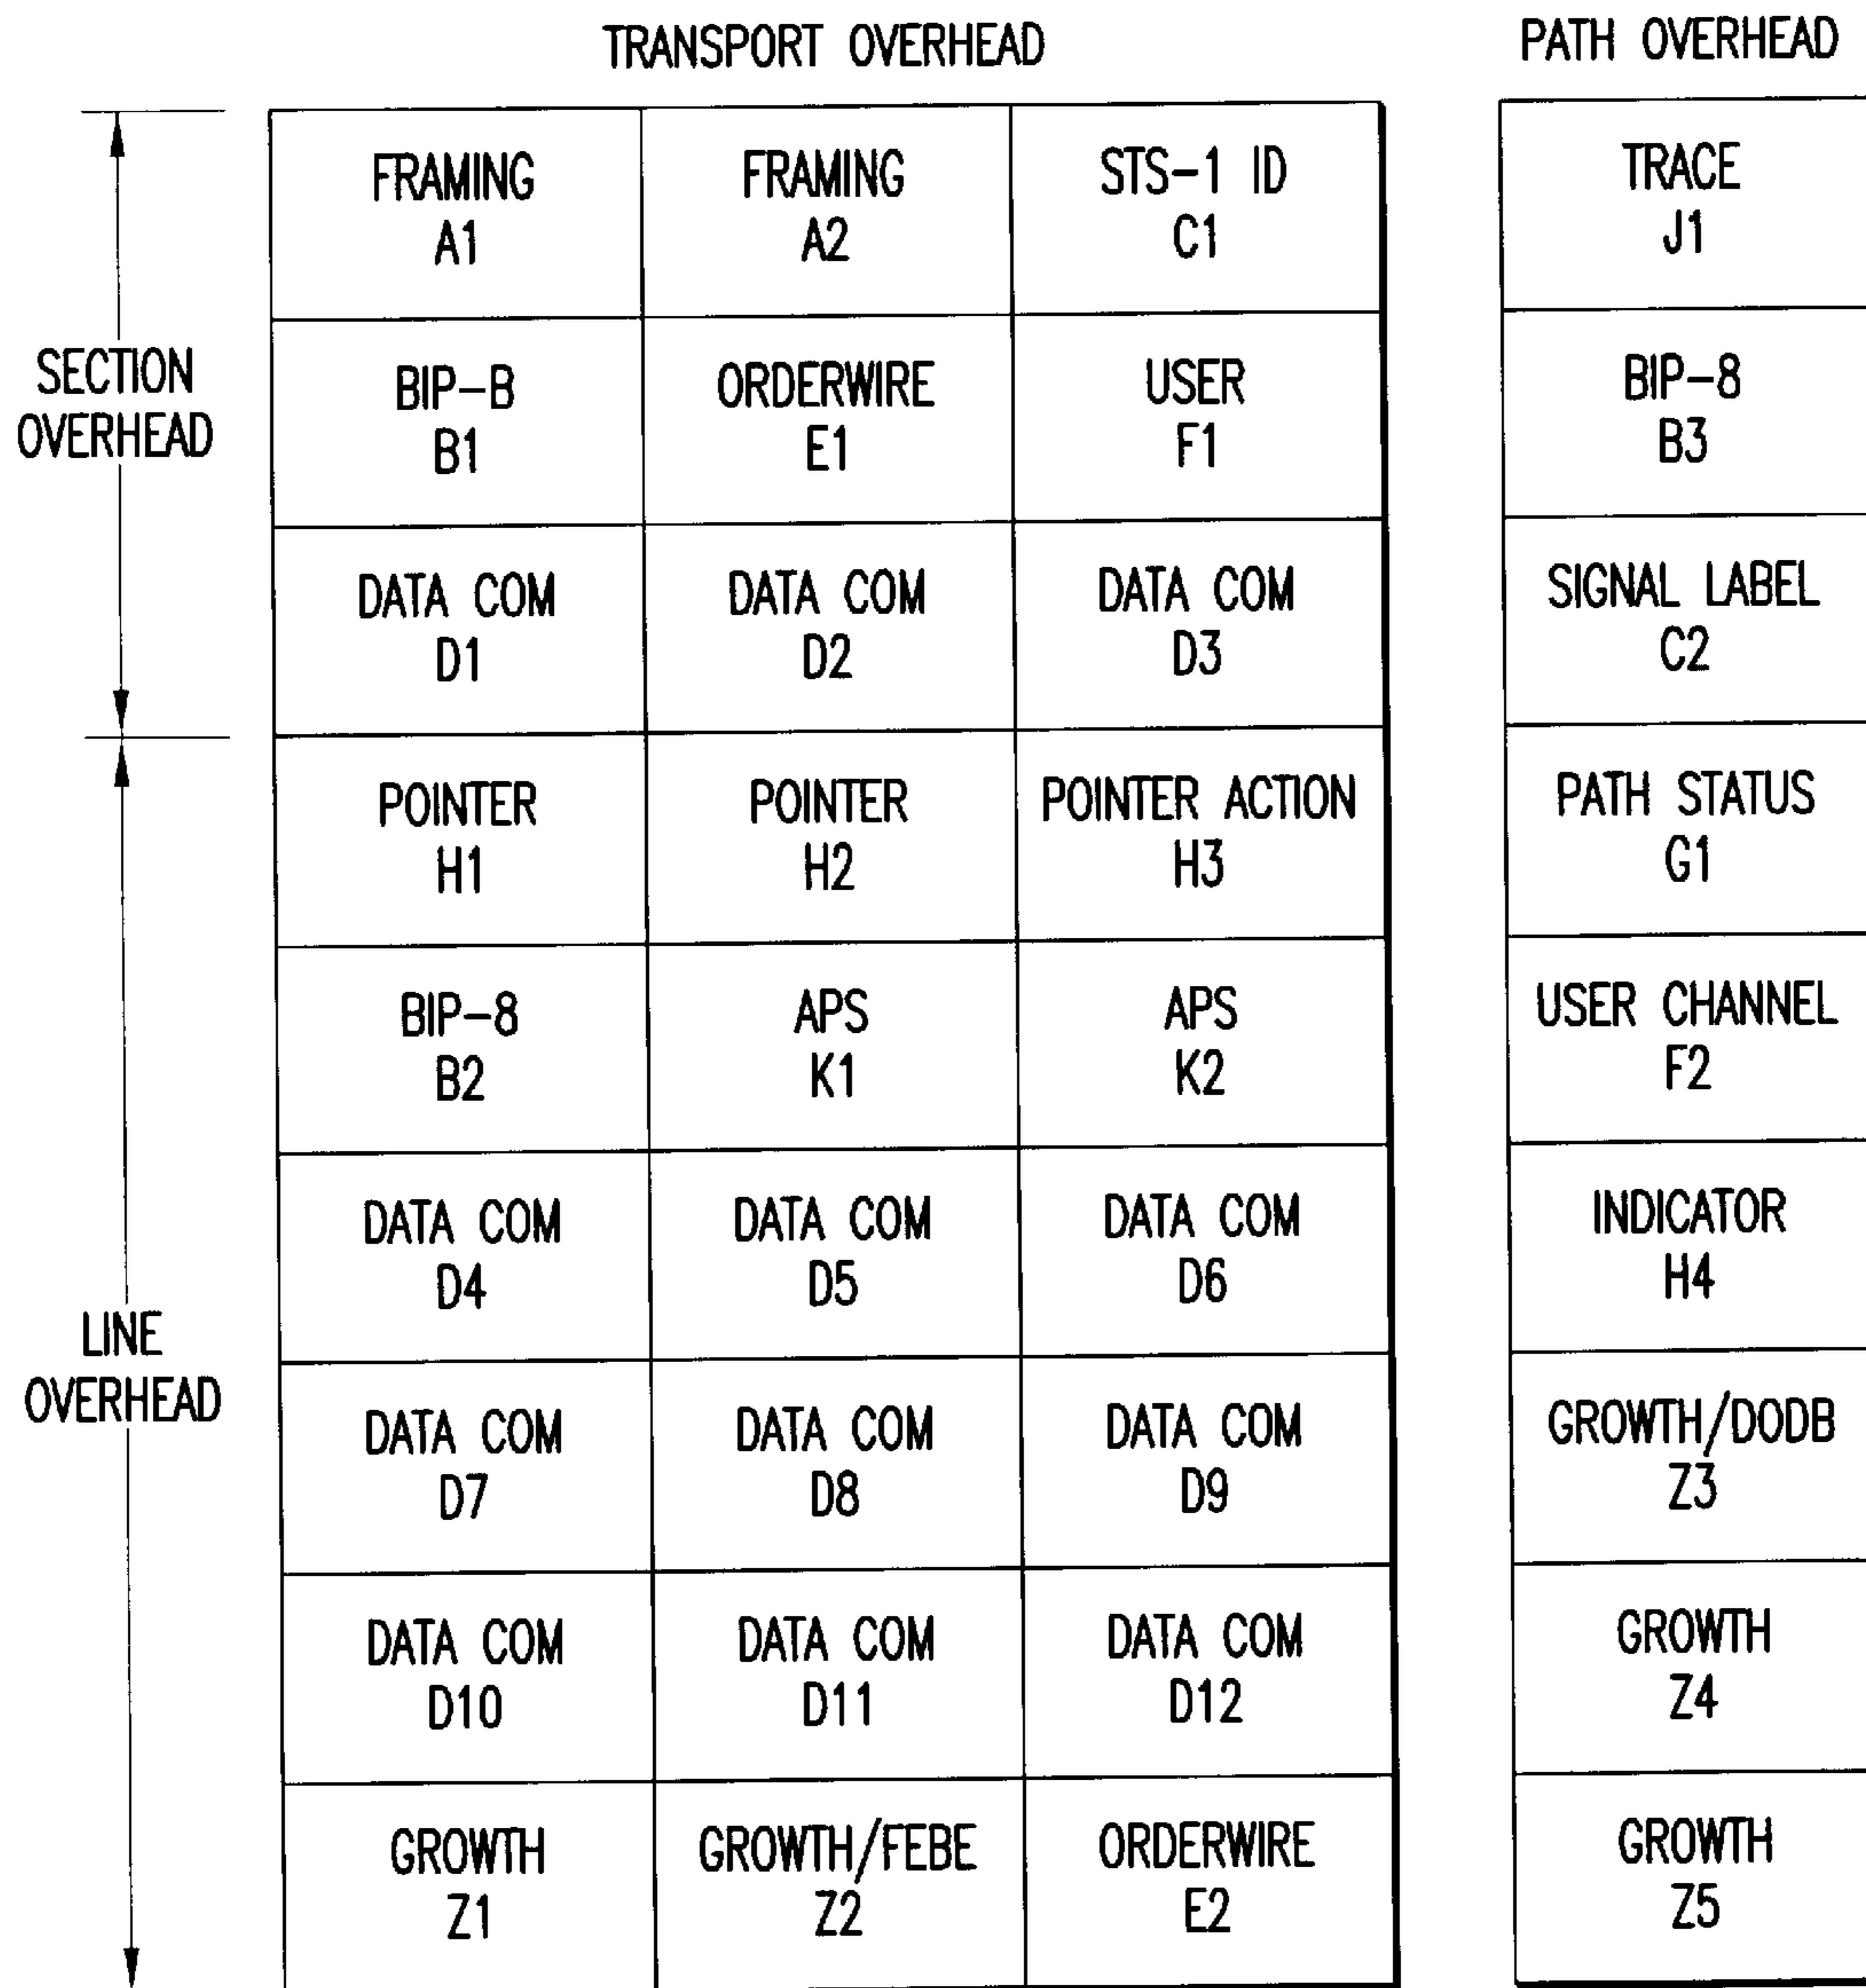 TRANSPORT OVERHEAD
PATH OVERHEAD
SECTION
OVERHEAD
LINE
OVERHEAD
FRAMING
A1
FRAMING
A2
STS-1 ID
C1
TRACE
J1
BIP-B
B1
ORDERWIRE
E1
USER
F1
BIP-8
B3
DATA COM
D1
DATA COM
D2
DATA COM
D3
SIGNAL LABEL
C2
POINTER
H1
POINTER
H2
POINTER ACTION
H3
PATH STATUS
G1
BIP-8
B2
APS
K1
APS
K2
USER CHANNEL
F2
DATA COM
D4
DATA COM
D5
DATA COM
D6
INDICATOR
H4
DATA COM
D7
DATA COM
D8
DATA COM
D9
GROWTH/DODB
Z3
DATA COM
D10
DATA COM
D11
DATA COM
D12
GROWTH
Z4
GROWTH
Z1
GROWTH/FEBE
Z2
ORDERWIRE
E2
GROWTH
Z5